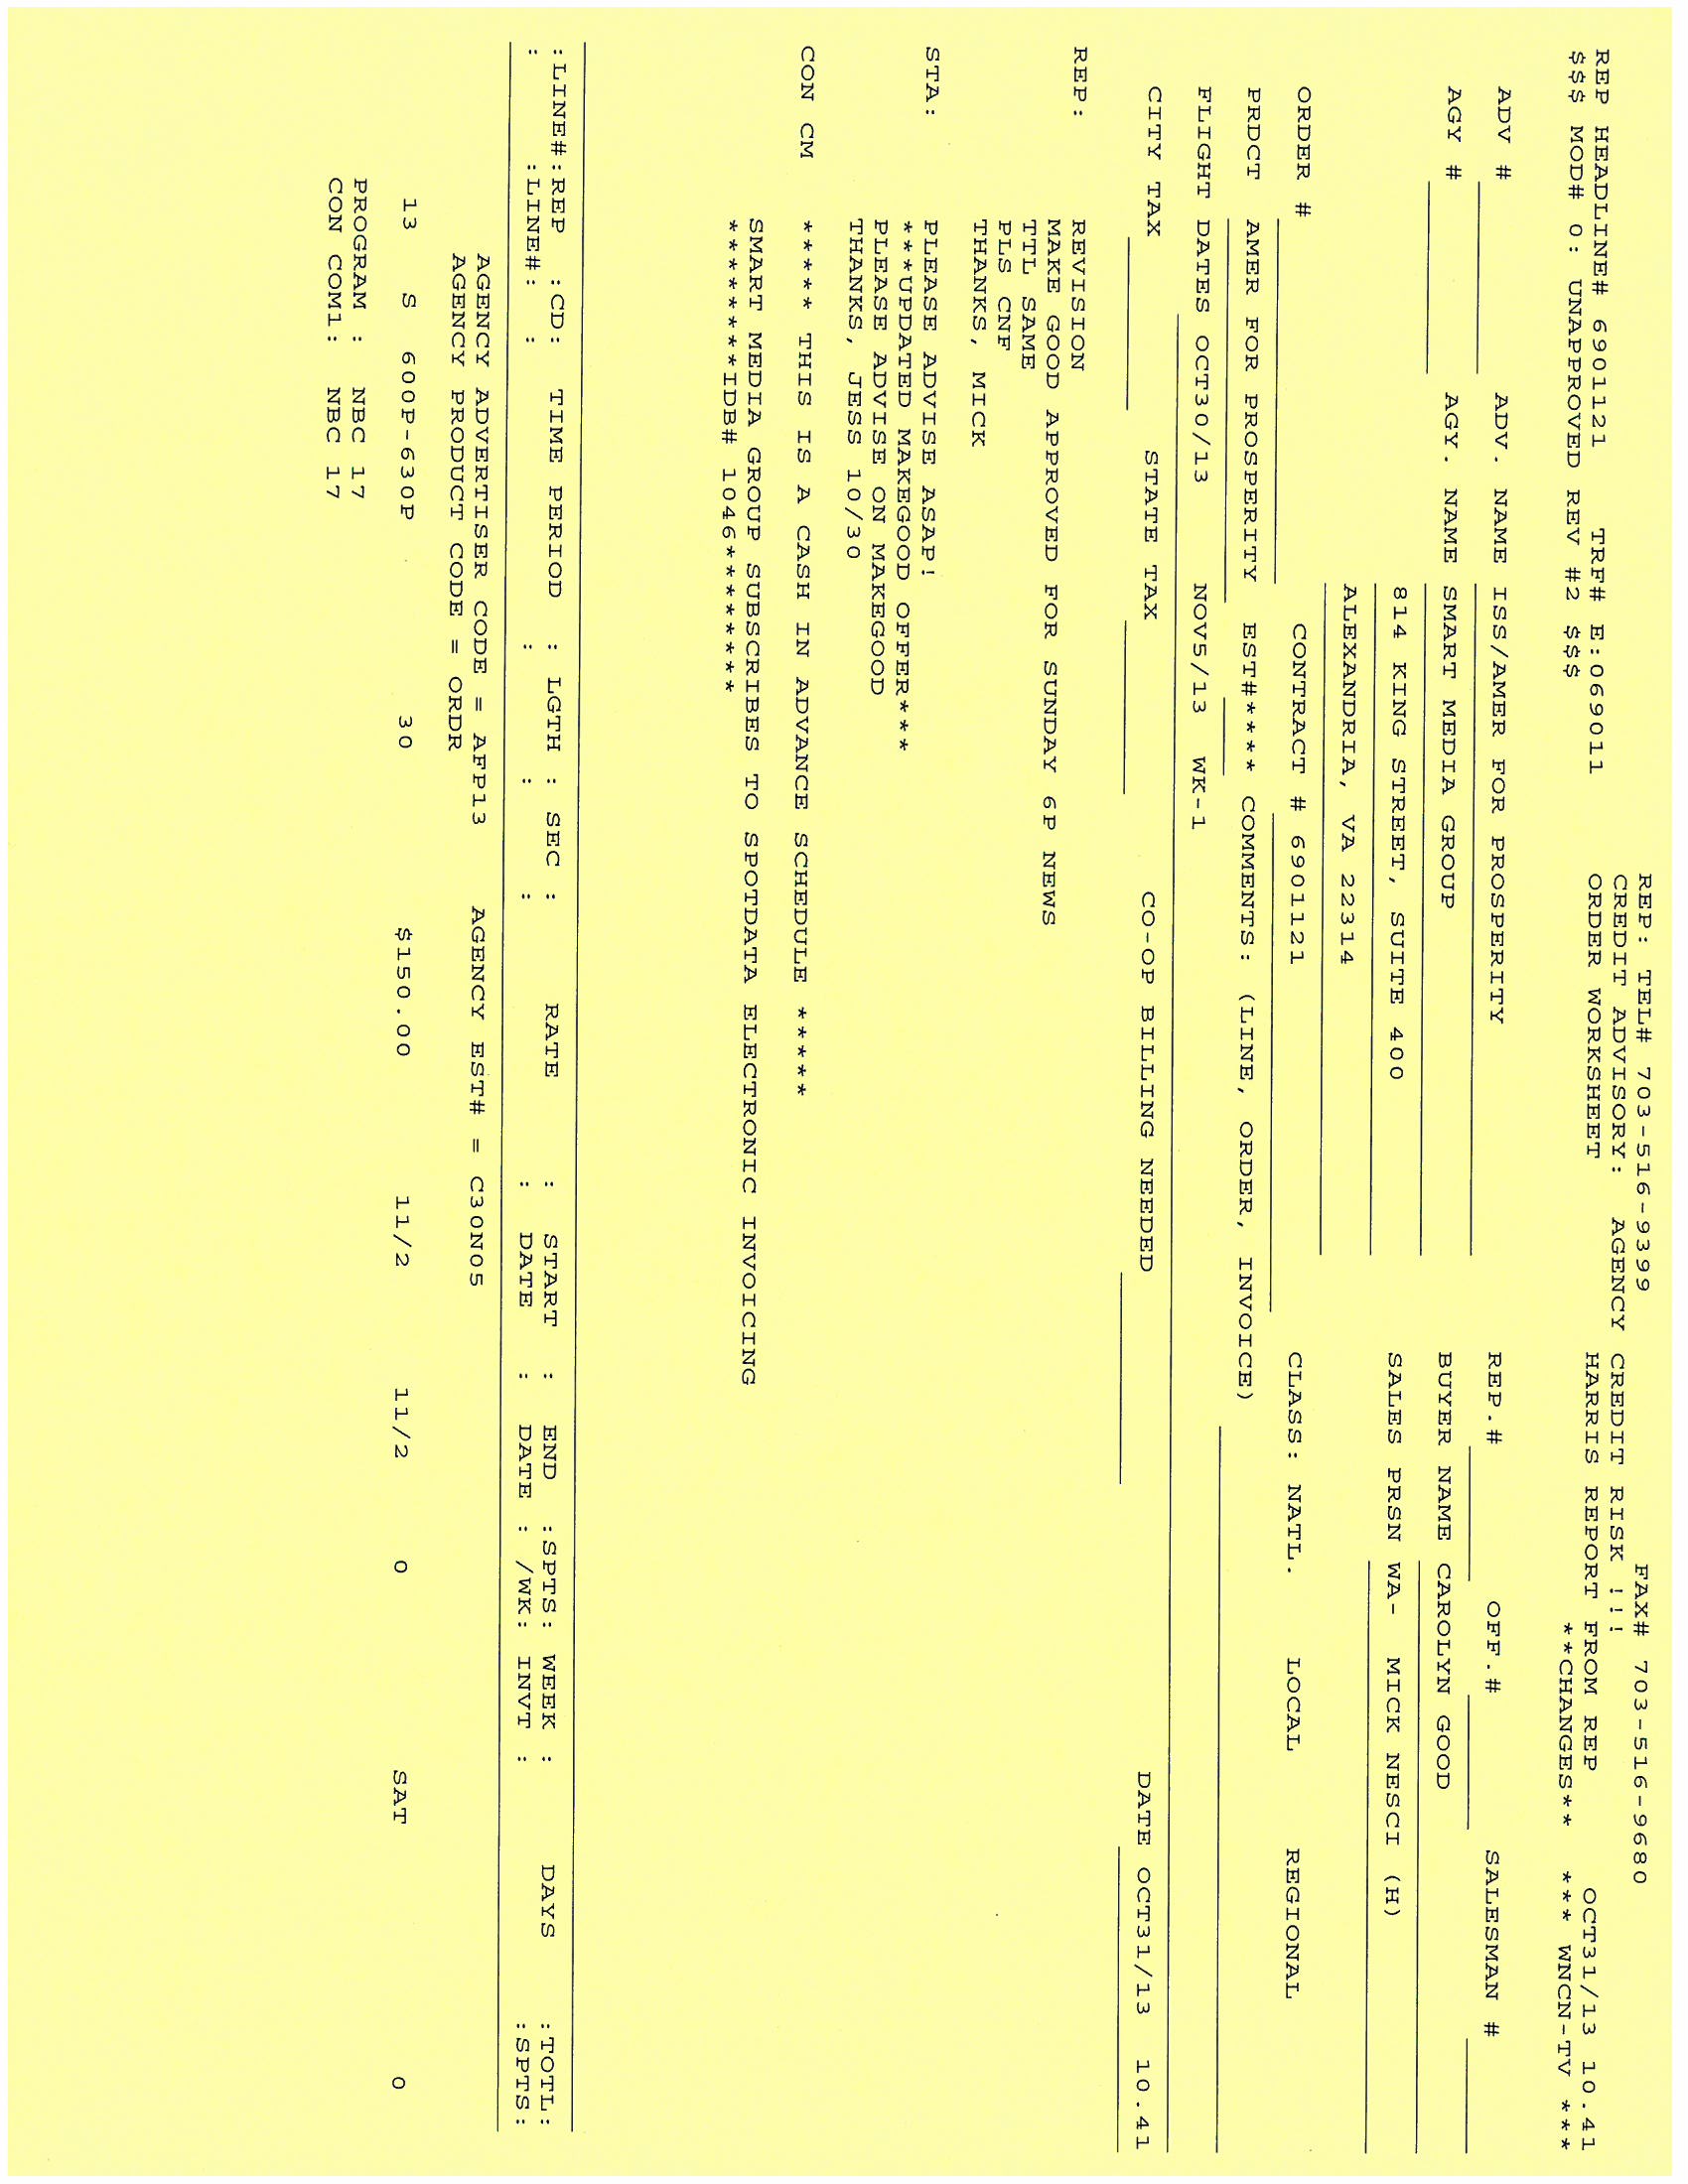 REP: TEL# 703-516-9399 FAX# 703-516-9680
CREDIT ADVISORY: AGENCY CREDIT RISK !!!
REP HEADLINE# 6901121 TRF# E:069011 ORDER WORKSHEET HARRIS REPORT FROM REP OCT31/13 10.41
$$$ MOD# 0: UNAPPROVED REV #2 $$$ **CHANGES** *** WNCN-TV ***
ADV # ADV. NAME ISS/AMER FOR PROSPERITY REP.# OFF.# SALESMAN #
AGY # AGY. NAME SMART MEDIA GROUP BUYER NAME CAROLYN GOOD
814 KING STREET, SUITE 400 SALES PRSN WA- MICK NESCI (H)
ALEXANDRIA, VA 22314
ORDER # CONTRACT # 6901121 CLASS: NATL. LOCAL REGIONAL
PRDCT AMER FOR PROSPERITY EST#**** COMMENTS: (LINE, ORDER, INVOICE)
FLIGHT DATES OCT30/13 NOV5/13 WK-1
CITY TAX STATE TAX CO-OP BILLING NEEDED DATE OCT31/13 10.41
REP: REVISION
MAKE GOOD APPROVED FOR SUNDAY 6P NEWS
TTL SAME
PLS CNF
THANKS, MICK
STA: PLEASE ADVISE ASAP!
***UPDATED MAKEGOOD OFFER***
PLEASE ADVISE ON MAKEGOOD
THANKS, JESS 10/30
CON CM ***** THIS IS A CASH IN ADVANCE SCHEDULE *****
SMART MEDIA GROUP SUBSCRIBES TO SPOTDATA ELECTRONIC INVOICING
*********IDB# 1046**********
:LINE#:REP :CD: TIME PERIOD : LGTH : SEC : RATE : START : END :SPTS: WEEK : DAYS :TOTL:
: :LINE#: : : : : : DATE : DATE : /WK: INVT : :SPTS:
AGENCY ADVERTISER CODE = AFP13 AGENCY EST# = C30N05
AGENCY PRODUCT CODE = ORDR
13 S 600P-630P 30 $150.00 11/2 11/2 0 SAT 0
PROGRAM : NBC 17
CON COM1: NBC 17